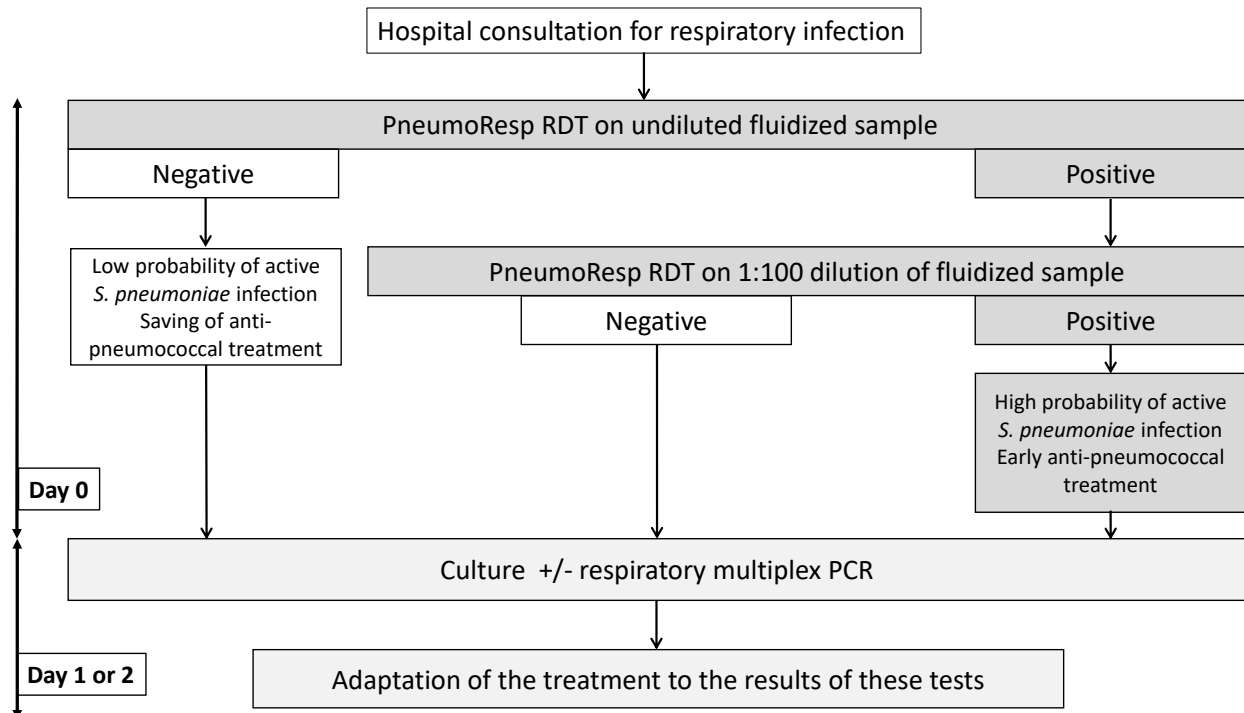 Hospital consultation for respiratory infection
PneumoResp RDT on undiluted fluidized sample
Negative
Positive
Low probability of active
S. pneumoniae infection
Saving of anti-
pneumococcal treatment
PneumoResp RDT on 1:100 dilution of fluidized sample
Negative
Positive
High probability of active
S. pneumoniae infection
Early anti-pneumococcal
treatment
Day 0
Culture +/- respiratory multiplex PCR
Day 1 or 2
Adaptation of the treatment to the results of these tests